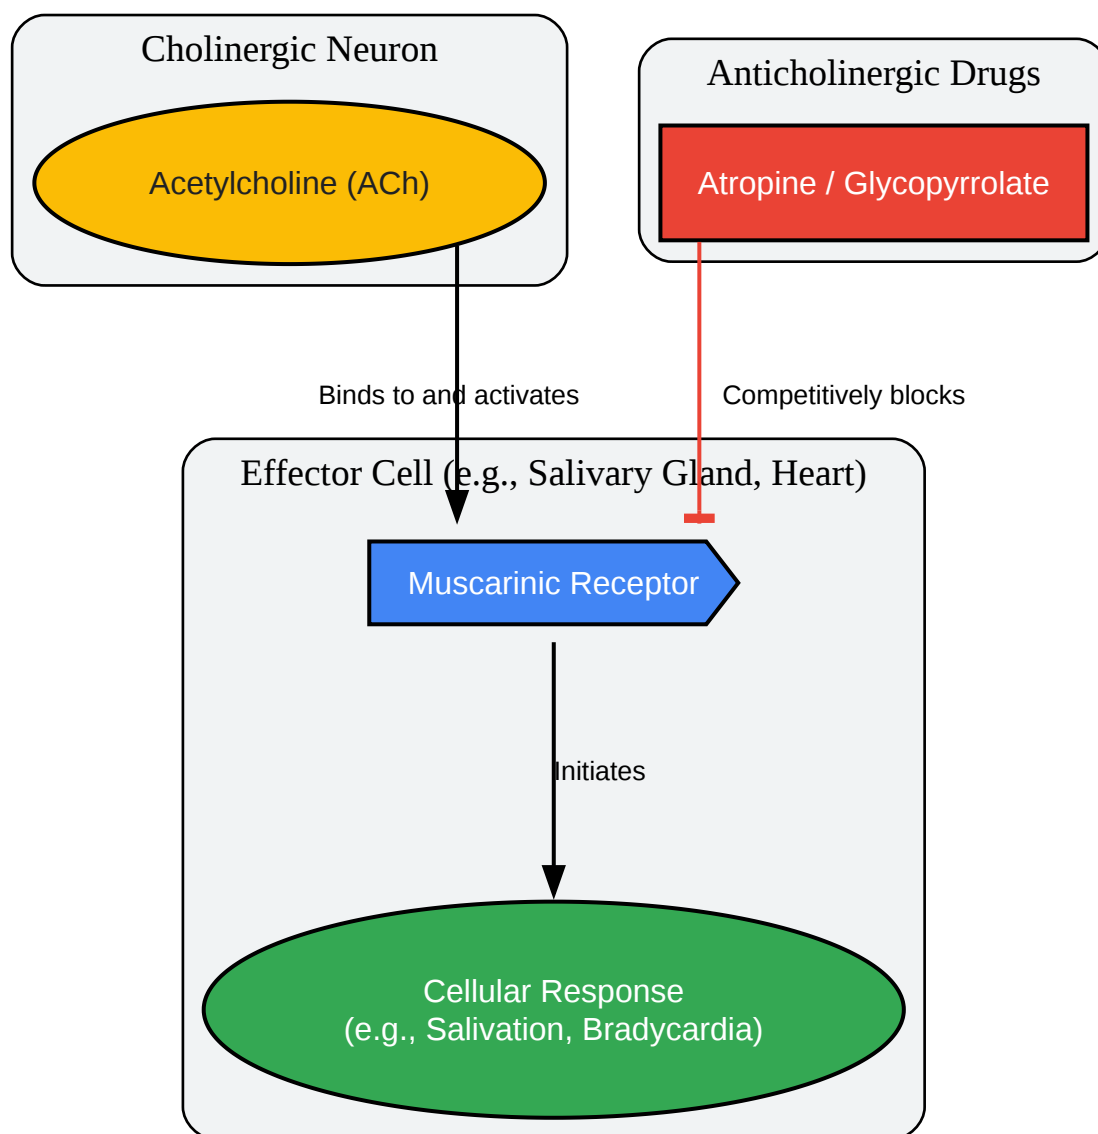 Cholinergic Neuron
Acetylcholine (ACh)
Anticholinergic Drugs
Atropine / Glycopyrrolate
Binds to and activates
Competitively blocks
Effector Cell (e.g., Salivary Gland, Heart)
Muscarinic Receptor
Initiates
Cellular Response
(e.g., Salivation, Bradycardia)